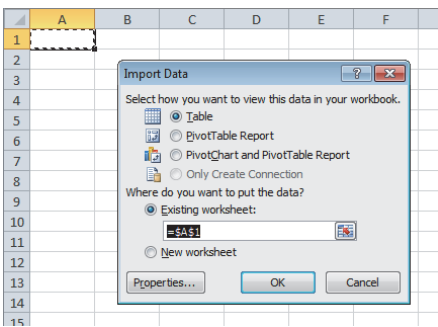 A B C D E F
1
2
3
4
5
6
7
8
9
10
11
12
13
14
15
Import Data
Select how you want to view this data in your workbook.
Table
PivotTable Report
PivotChart and PivotTable Report
Only Create Connection
Where do you want to put the data?
Existing worksheet:
=$A$1
New worksheet
Properties... OK Cancel